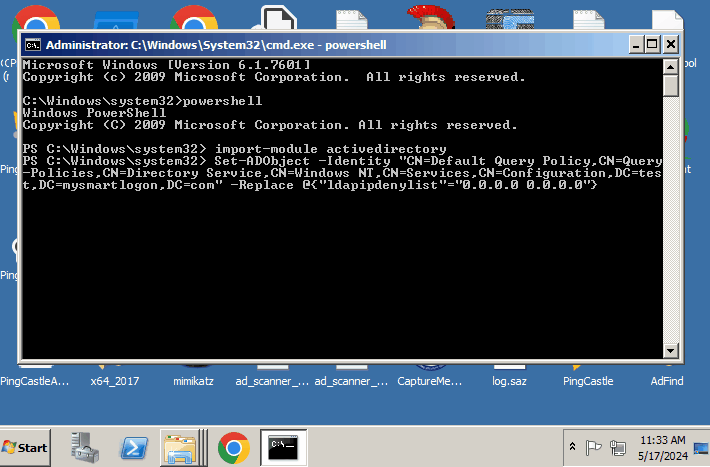 Administrator: C:\Windows\System32\cmd.exe - powershell
Microsoft Windows [Version 6.1.7601]
Copyright (c) 2009 Microsoft Corporation.  All rights reserved.
C:\Windows\system32>powershell
Windows PowerShell
Copyright (C) 2009 Microsoft Corporation. All rights reserved.
PS C:\Windows\system32> import-module activedirectory
PS C:\Windows\system32> Set-ADObject -Identity "CN=Default Query Policy,CN=Query
-Policies,CN=Directory Service,CN=Windows NT,CN=Services,CN=Configuration,DC=tes
t,DC=mysmartlogon,DC=com" -Replace @{"ldapipdenylist"="0.0.0.0 0.0.0.0"}
PingCastleA... x64_2017 mimikatz ad_scanner_... ad_scanner_... CaptureMe... log.saz PingCastle AdFind
Start
11:33 AM
5/17/2024